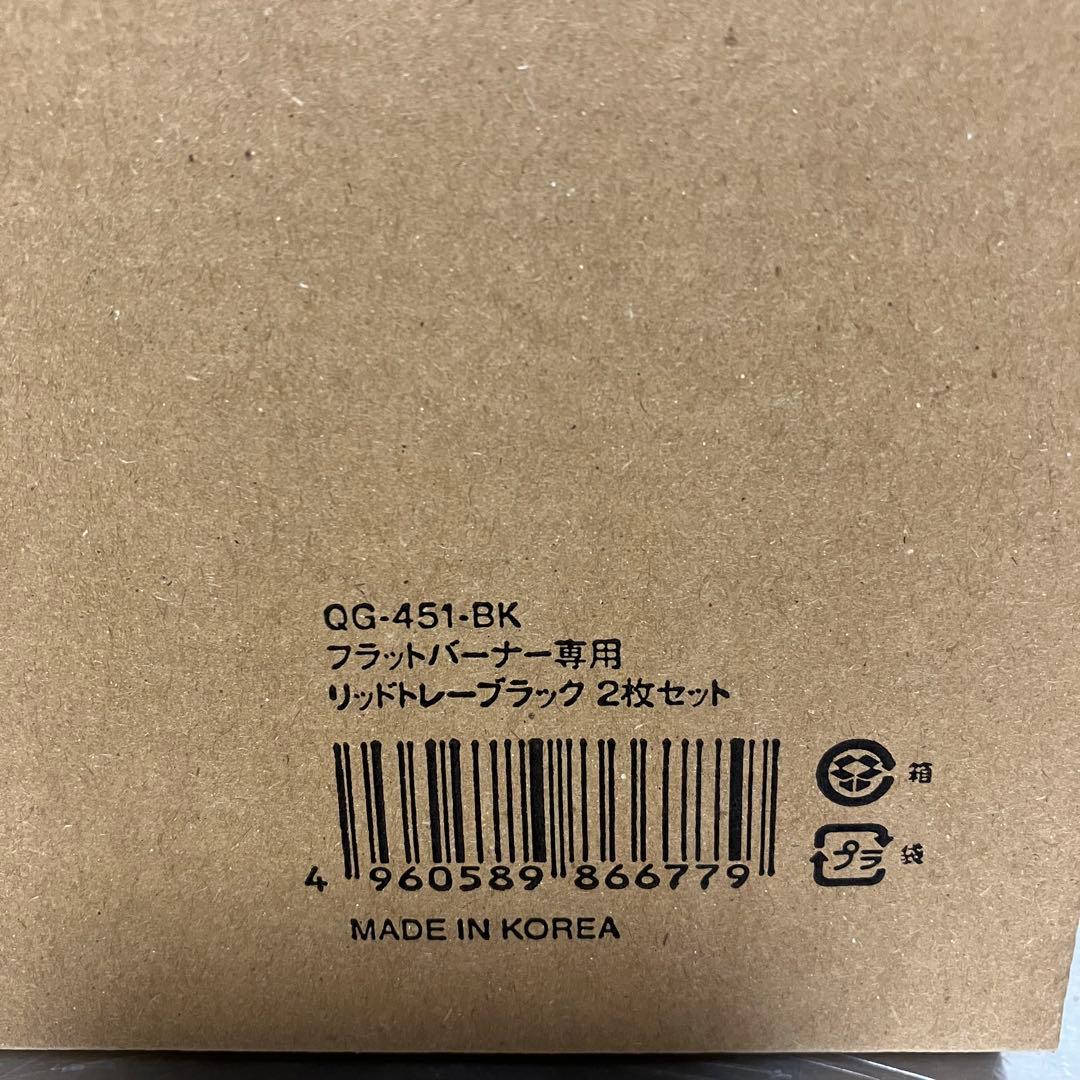 QG-451-BK
フラットバーナー専用
リッドトレーブラック 2枚セット
箱
プラ 袋
4 960589 866779
MADE IN KOREA